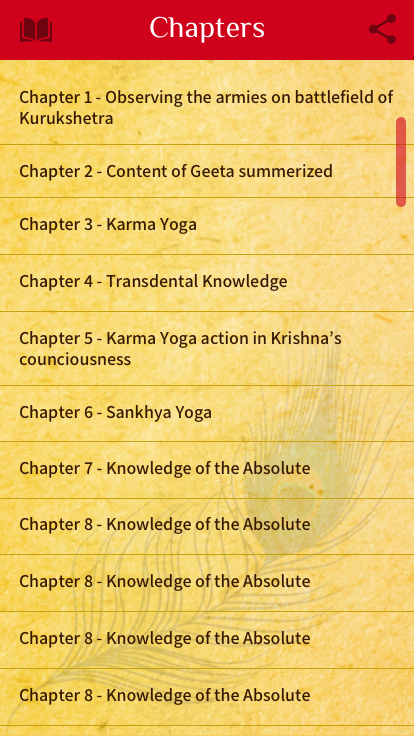 Chapters
Chapter 1 - Observing the armies on battlefield of
Kurukshetra
Chapter 2 - Content of Geeta summerized
Chapter 3 - Karma Yoga
Chapter 4 - Transdental Knowledge
Chapter 5 - Karma Yoga action in Krishna’s
counciousness
Chapter 6 - Sankhya Yoga
Chapter 7 - Knowledge of the Absolute
Chapter 8 - Knowledge of the Absolute
Chapter 8 - Knowledge of the Absolute
Chapter 8 - Knowledge of the Absolute
Chapter 8 - Knowledge of the Absolute